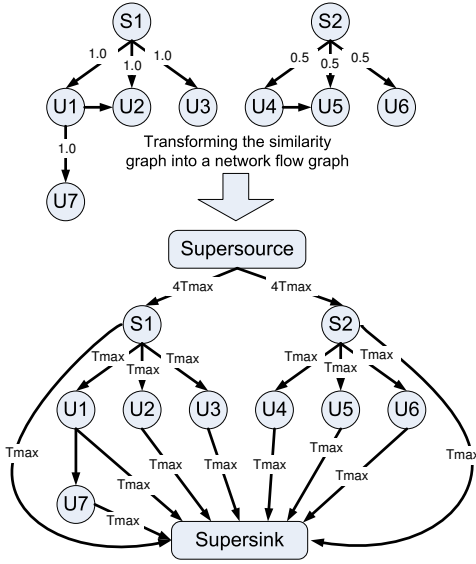 S1 S2
1.0 1.0 1.0 0.5 0.5 0.5
U1 U2 U3 U4 U5 U6
1.0
Transforming the similarity
graph into a network flow graph
U7
Supersource
4Tmax 4Tmax
S1 S2
Tmax Tmax Tmax Tmax Tmax Tmax
U1 U2 U3 U4 U5 U6
Tmax Tmax Tmax Tmax Tmax Tmax Tmax Tmax
U7
Tmax
Supersink